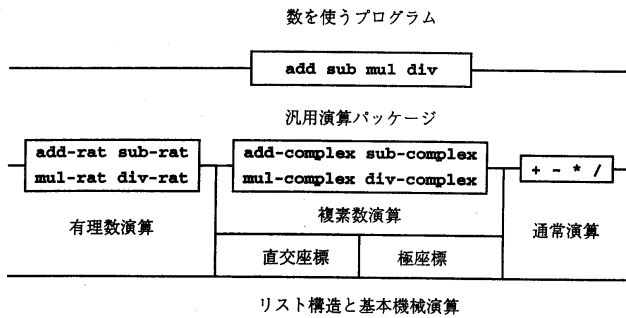 数を使うプログラム
add sub mul div
汎用演算パッケージ
add-rat sub-rat
mul-rat div-rat
add-complex sub-complex
mul-complex div-complex
+ - * /
有理数演算
複素数演算
通常演算
直交座標
極座標
リスト構造と基本機械演算